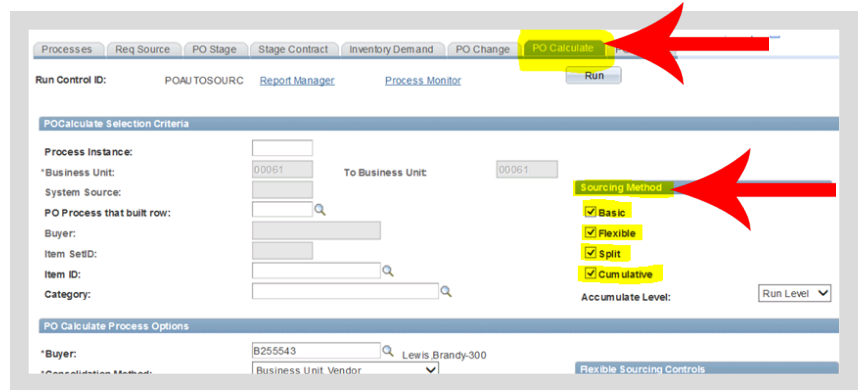 Processes Req Source PO Stage Stage Contract Inventory Demand PO Change PO Calculate
Run Control ID: POAUTOSOURC Report Manager Process Monitor Run
POCalculate Selection Criteria
Process Instance:
*Business Unit: 00061 To Business Unit: 00061
System Source: Sourcing Method
PO Process that built row: Basic
Buyer: Flexible
Item SetID: Split
Item ID: Cumulative
Category: Accumulate Level: Run Level
PO Calculate Process Options
*Buyer: B255543 Lewis,Brandy-300
*Consolidation Method: Business Unit, Vendor Flexible Sourcing Controls